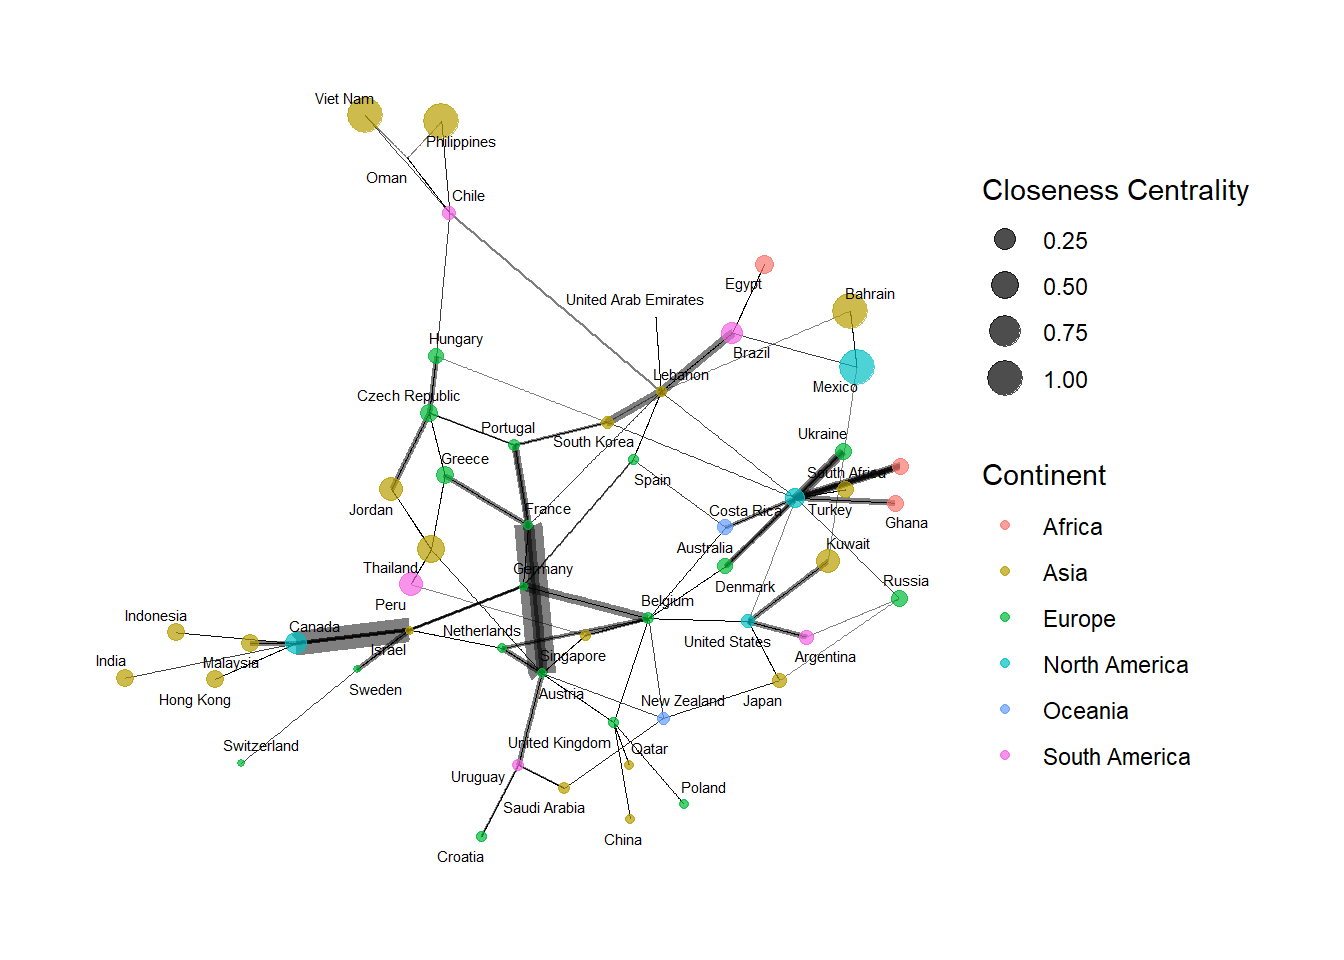 Viet Nam
Philippines
Oman
Chile
Closeness Centrality
0.25
0.50
0.75
1.00
Egypt
United Arab Emirates
Bahrain
Hungary
Brazil
Lebanon
Mexico
Czech Republic
Portugal
South Korea
Ukraine
Greece
Spain
South Africa
Jordan
France
Costa Rica
Turkey
Ghana
Continent
Africa
Asia
Europe
North America
Oceania
South America
Thailand
Germany
Australia
Kuwait
Denmark
Russia
Peru
Belgium
Indonesia
Canada
Netherlands
United States
India
Malaysia
Israel
Singapore
Argentina
Hong Kong
Sweden
Austria
New Zealand
Japan
Switzerland
United Kingdom
Qatar
Uruguay
Poland
Saudi Arabia
China
Croatia